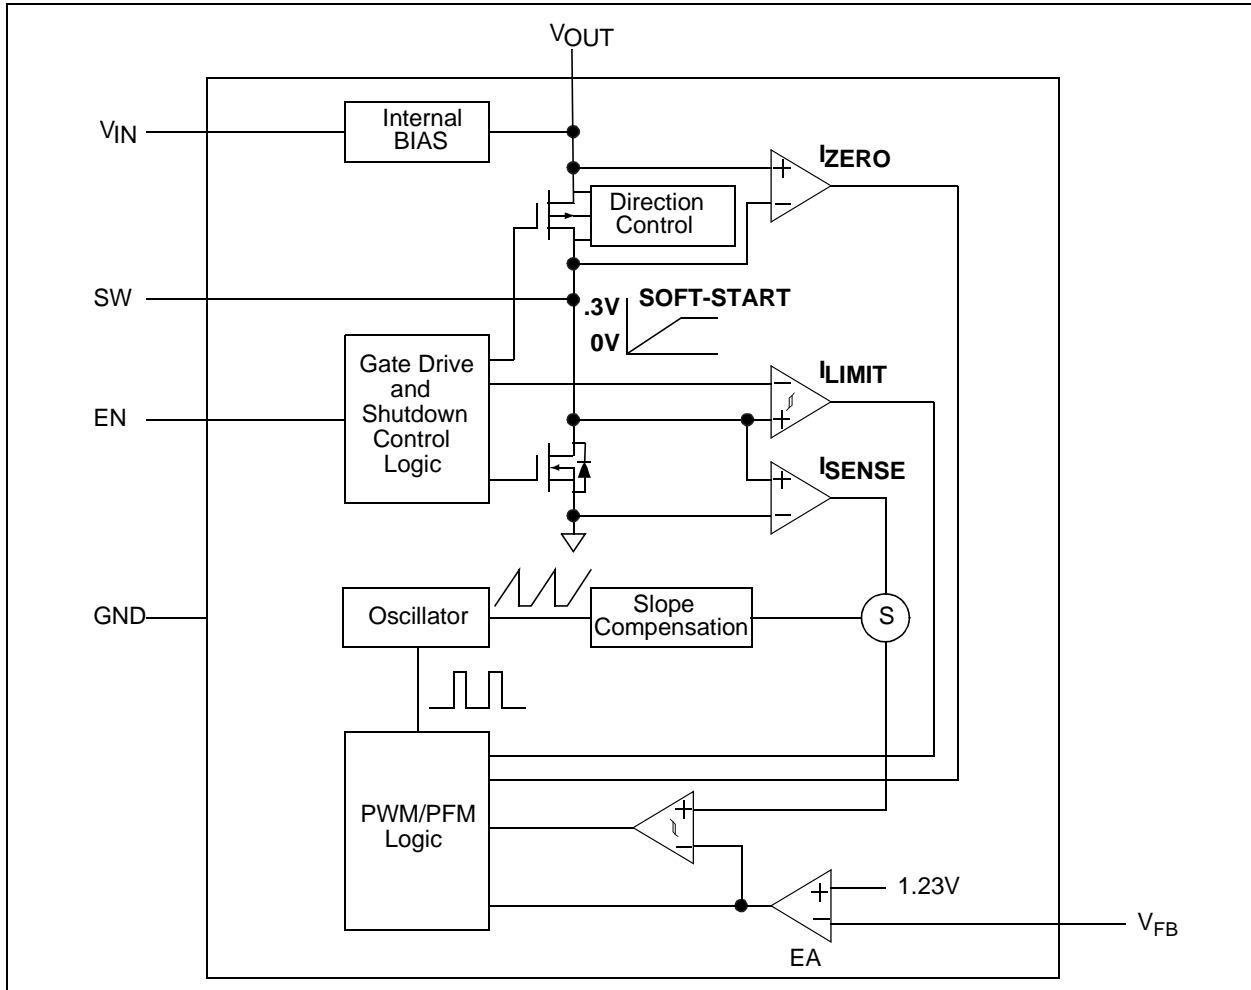 VOUT
VIN
Internal
BIAS
IZERO
+
−
Direction
Control
SW
.3V
SOFT-START
0V
Gate Drive
and
Shutdown
Control
Logic
ILIMIT
−
+
EN
ISENSE
+
−
GND
Oscillator
Slope
Compensation
S
PWM/PFM
Logic
+
−
+
1.23V
−
VFB
EA